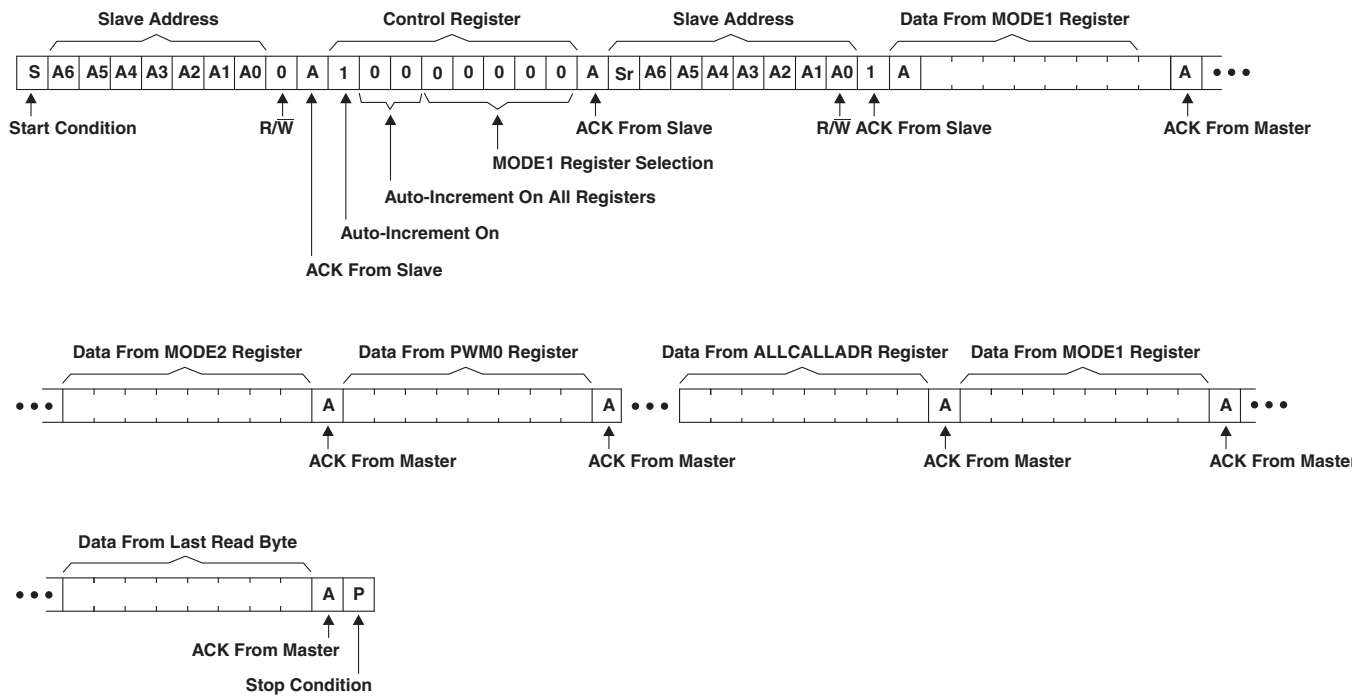 Slave Address Control Register Slave Address Data From MODE1 Register
S A6 A5 A4 A3 A2 A1 A0 0 A 1 0 0 0 0 0 0 0 A Sr A6 A5 A4 A3 A2 A1 A0 1 A A •••
Start Condition R/W̅ ACK From Slave R/W̅ ACK From Slave ACK From Master
MODE1 Register Selection
Auto-Increment On All Registers
Auto-Increment On
ACK From Slave
Data From MODE2 Register Data From PWM0 Register Data From ALLCALLADR Register Data From MODE1 Register
••• A A ••• A A •••
ACK From Master ACK From Master ACK From Master ACK From Master
Data From Last Read Byte
••• A P
ACK From Master
Stop Condition